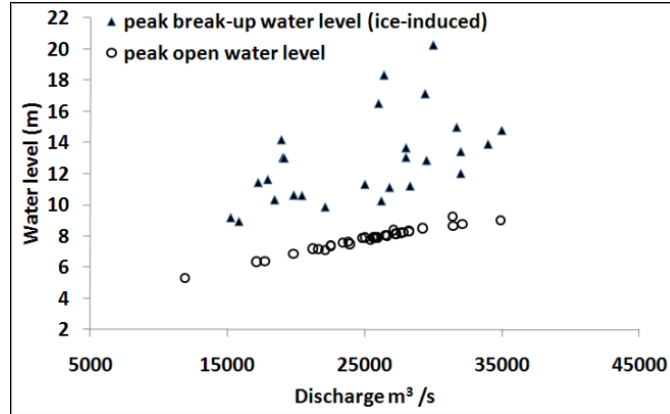 ▲ peak break-up water level (ice-induced)
○ peak open water level
22
20
18
16
14
12
10
8
6
4
2
Water level (m)
5000 15000 25000 35000 45000
Discharge m³ /s